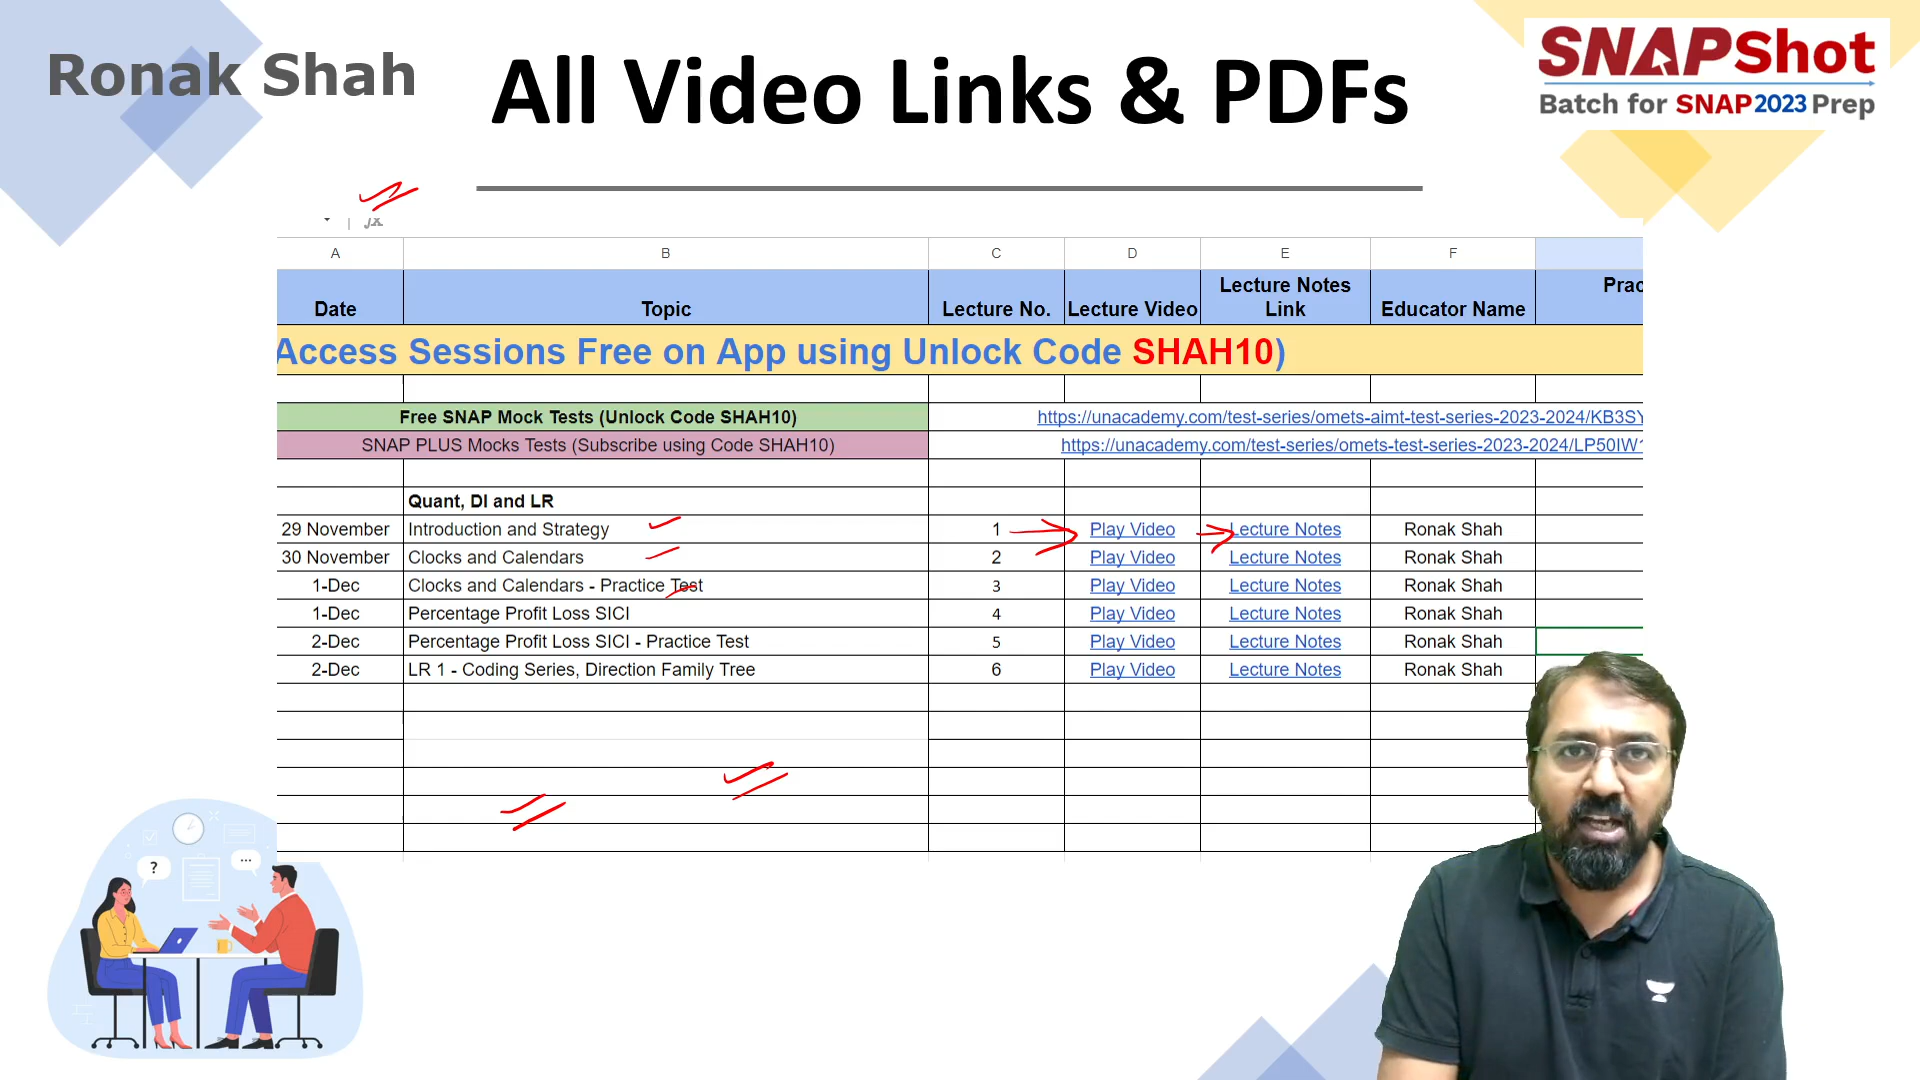 Ronak Shah
All Video Links & PDFs
SNAPShot
Batch for SNAP2023 Prep
fx
A B C D E F
Date Topic Lecture No. Lecture Video Lecture Notes Link Educator Name Prac
Access Sessions Free on App using Unlock Code SHAH10)
Free SNAP Mock Tests (Unlock Code SHAH10) https://unacademy.com/test-series/omets-aimt-test-series-2023-2024/KB3SY
SNAP PLUS Mocks Tests (Subscribe using Code SHAH10) https://unacademy.com/test-series/omets-test-series-2023-2024/LP50IW
Quant, DI and LR
29 November Introduction and Strategy 1 Play Video Lecture Notes Ronak Shah
30 November Clocks and Calendars 2 Play Video Lecture Notes Ronak Shah
1-Dec Clocks and Calendars - Practice Test 3 Play Video Lecture Notes Ronak Shah
1-Dec Percentage Profit Loss SICI 4 Play Video Lecture Notes Ronak Shah
2-Dec Percentage Profit Loss SICI - Practice Test 5 Play Video Lecture Notes Ronak Shah
2-Dec LR 1 - Coding Series, Direction Family Tree 6 Play Video Lecture Notes Ronak Shah
?
...